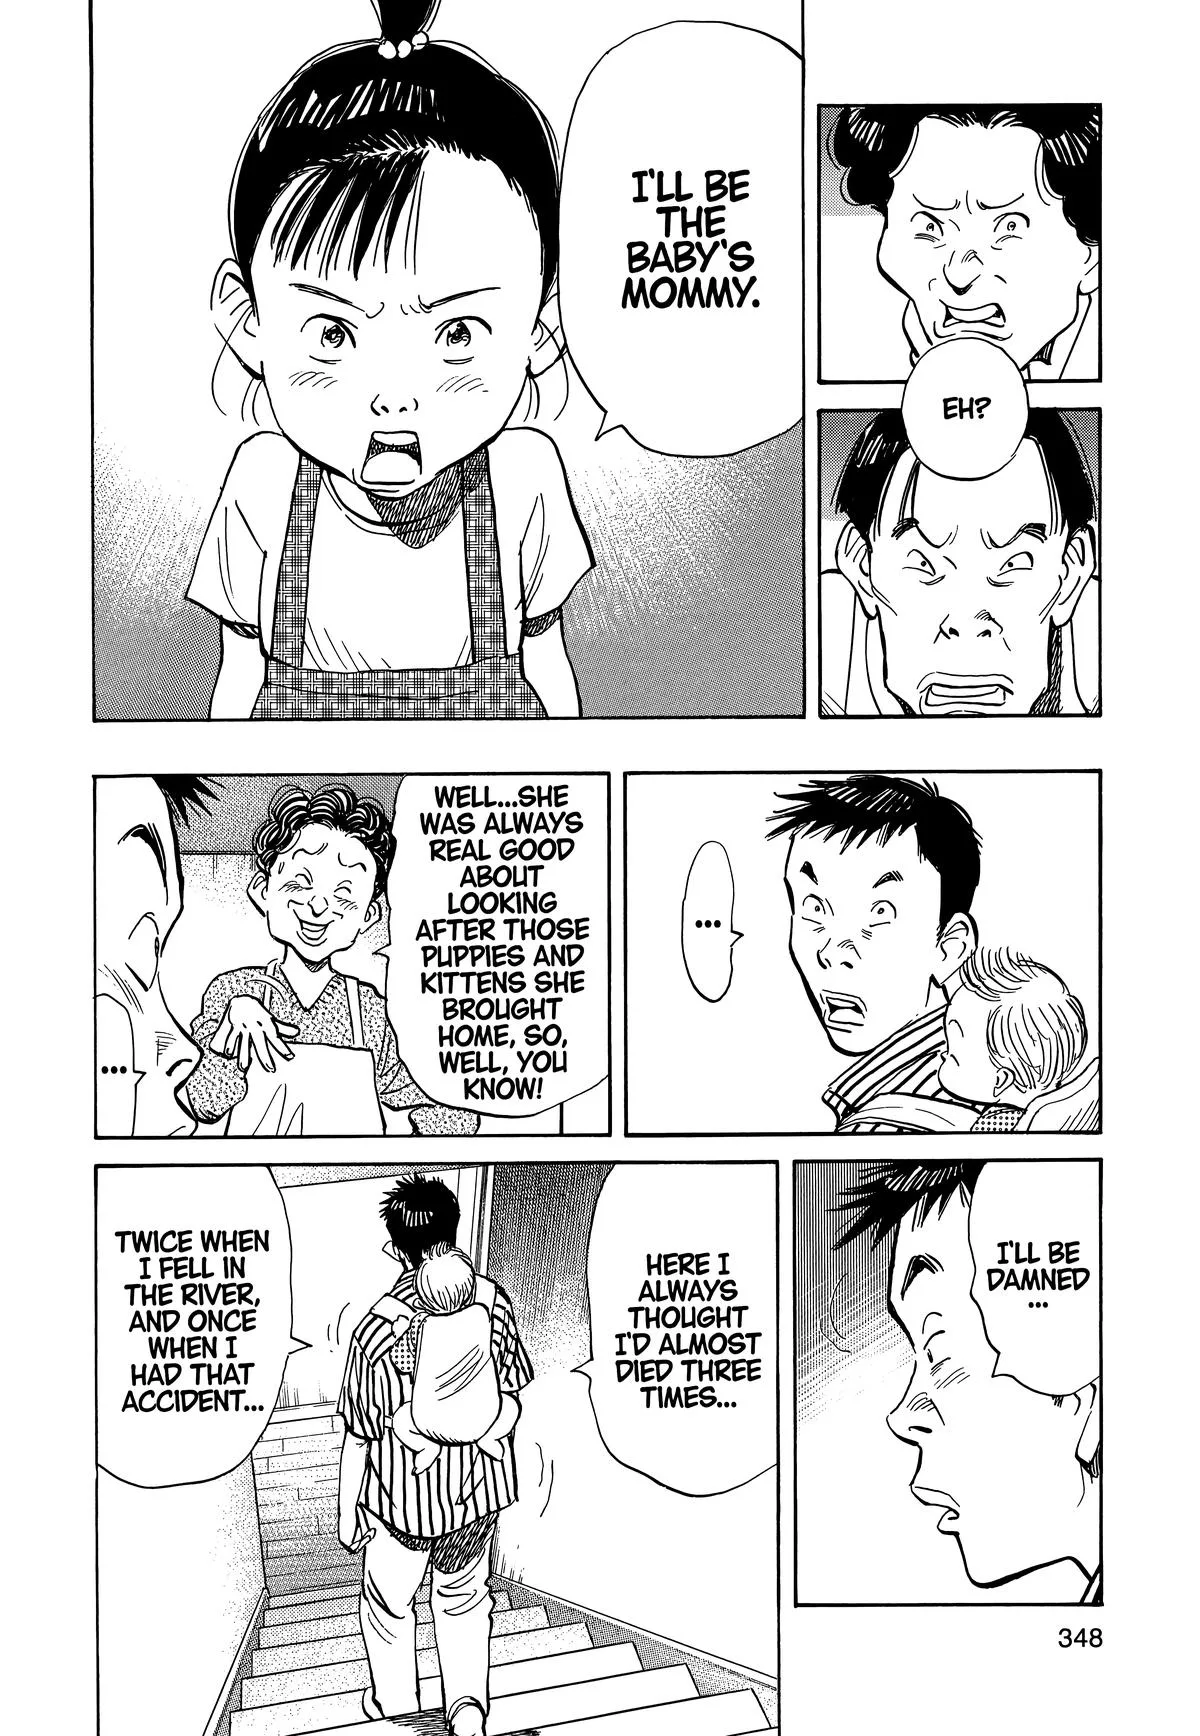 EH?
I'LL BE
THE
BABY'S
MOMMY.
...
WELL...SHE
WAS ALWAYS
REAL GOOD
ABOUT
LOOKING
AFTER THOSE
PUPPIES AND
KITTENS SHE
BROUGHT
HOME, SO,
WELL, YOU
KNOW!
...
I'LL BE
DAMNED
...
HERE I
ALWAYS
THOUGHT
I'D ALMOST
DIED THREE
TIMES...
TWICE WHEN
I FELL IN
THE RIVER,
AND ONCE
WHEN I
HAD THAT
ACCIDENT...
348